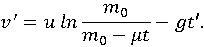 v′ = u ln m₀/(m₀ − μt) − gt′.